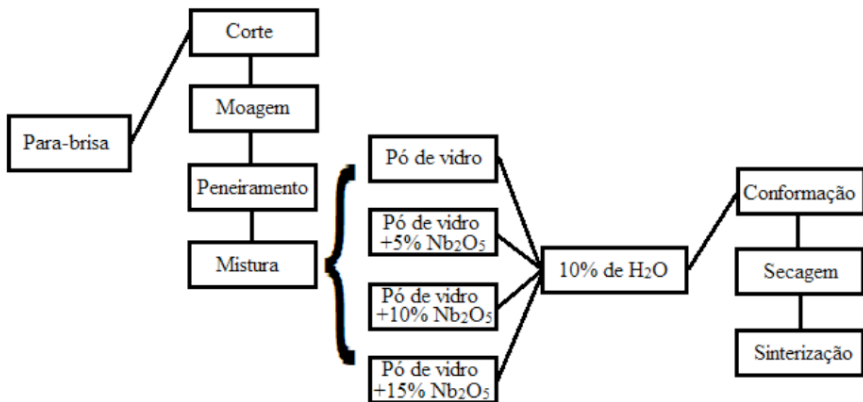 Para-brisa
Corte
Moagem
Peneiramento
Mistura
Pó de vidro
Pó de vidro
+5% Nb₂O₅
Pó de vidro
+10% Nb₂O₅
Pó de vidro
+15% Nb₂O₅
10% de H₂O
Conformação
Secagem
Sinterização